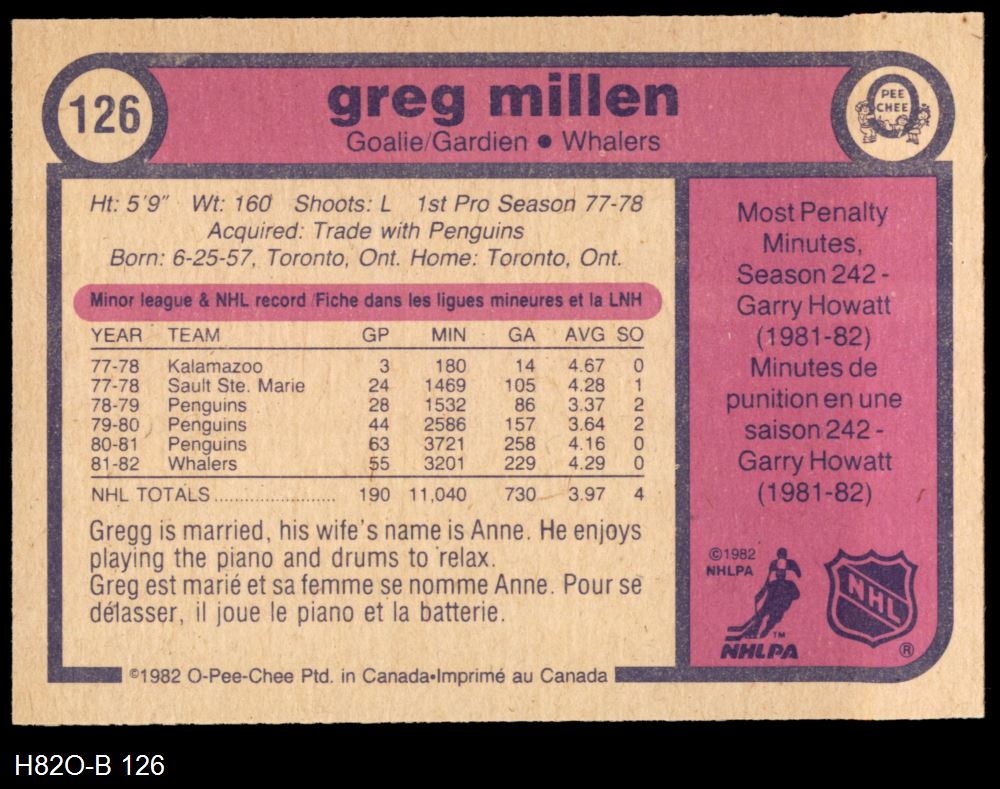 126
greg millen
Goalie/Gardien • Whalers
O
PEE
CHEE
Ht: 5'9" Wt: 160 Shoots: L 1st Pro Season 77-78
Acquired: Trade with Penguins
Born: 6-25-57, Toronto, Ont. Home: Toronto, Ont.
Minor league & NHL record/Fiche dans les ligues mineures et la LNH
YEAR TEAM GP MIN GA AVG SO
77-78 Kalamazoo 3 180 14 4.67 0
77-78 Sault Ste. Marie 24 1469 105 4.28 1
78-79 Penguins 28 1532 86 3.37 2
79-80 Penguins 44 2586 157 3.64 2
80-81 Penguins 63 3721 258 4.16 0
81-82 Whalers 55 3201 229 4.29 0
NHL TOTALS ..................... 190 11,040 730 3.97 4
Gregg is married, his wife's name is Anne. He enjoys
playing the piano and drums to relax.
Greg est marié et sa femme se nomme Anne. Pour se
délasser, il joue le piano et la batterie.
Most Penalty
Minutes,
Season 242 -
Garry Howatt
(1981-82)
Minutes de
punition en une
saison 242 -
Garry Howatt
(1981-82)
©1982
NHLPA
TM
NHLPA
NHL
®
©1982 O-Pee-Chee Ptd. in Canada•Imprimé au Canada
H82O-B 126